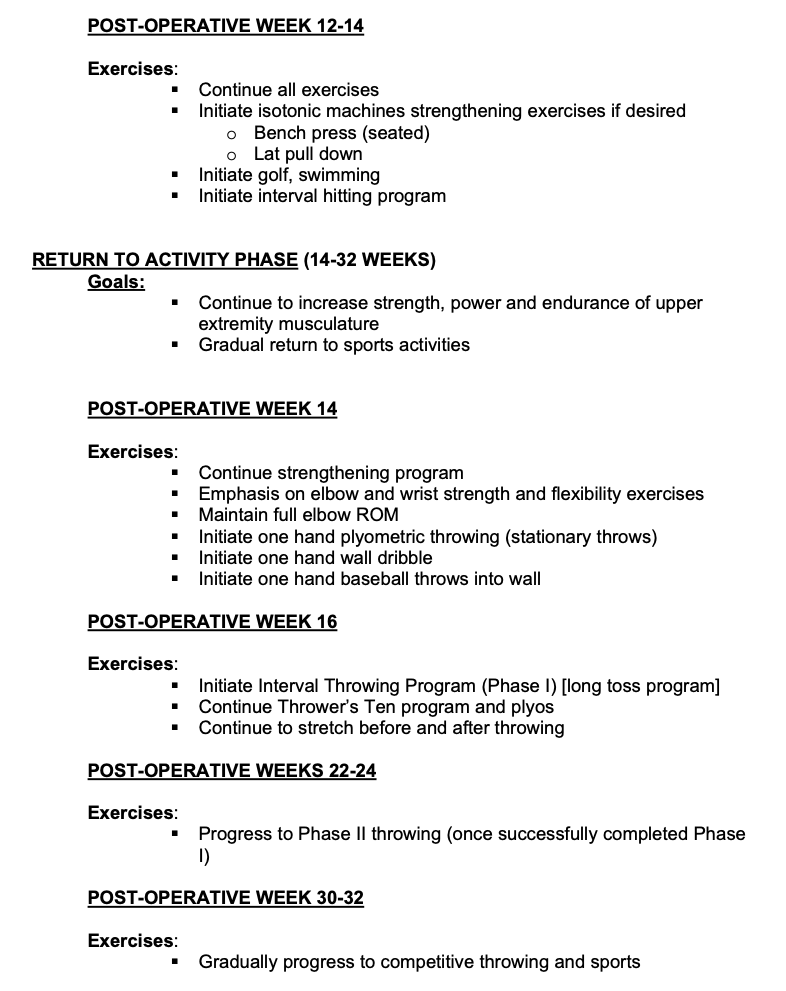 POST-OPERATIVE WEEK 12-14
Exercises:
▪ Continue all exercises
▪ Initiate isotonic machines strengthening exercises if desired
o Bench press (seated)
o Lat pull down
▪ Initiate golf, swimming
▪ Initiate interval hitting program
RETURN TO ACTIVITY PHASE (14-32 WEEKS)
Goals:
▪ Continue to increase strength, power and endurance of upper
extremity musculature
▪ Gradual return to sports activities
POST-OPERATIVE WEEK 14
Exercises:
▪ Continue strengthening program
▪ Emphasis on elbow and wrist strength and flexibility exercises
▪ Maintain full elbow ROM
▪ Initiate one hand plyometric throwing (stationary throws)
▪ Initiate one hand wall dribble
▪ Initiate one hand baseball throws into wall
POST-OPERATIVE WEEK 16
Exercises:
▪ Initiate Interval Throwing Program (Phase I) [long toss program]
▪ Continue Thrower’s Ten program and plyos
▪ Continue to stretch before and after throwing
POST-OPERATIVE WEEKS 22-24
Exercises:
▪ Progress to Phase II throwing (once successfully completed Phase
I)
POST-OPERATIVE WEEK 30-32
Exercises:
▪ Gradually progress to competitive throwing and sports